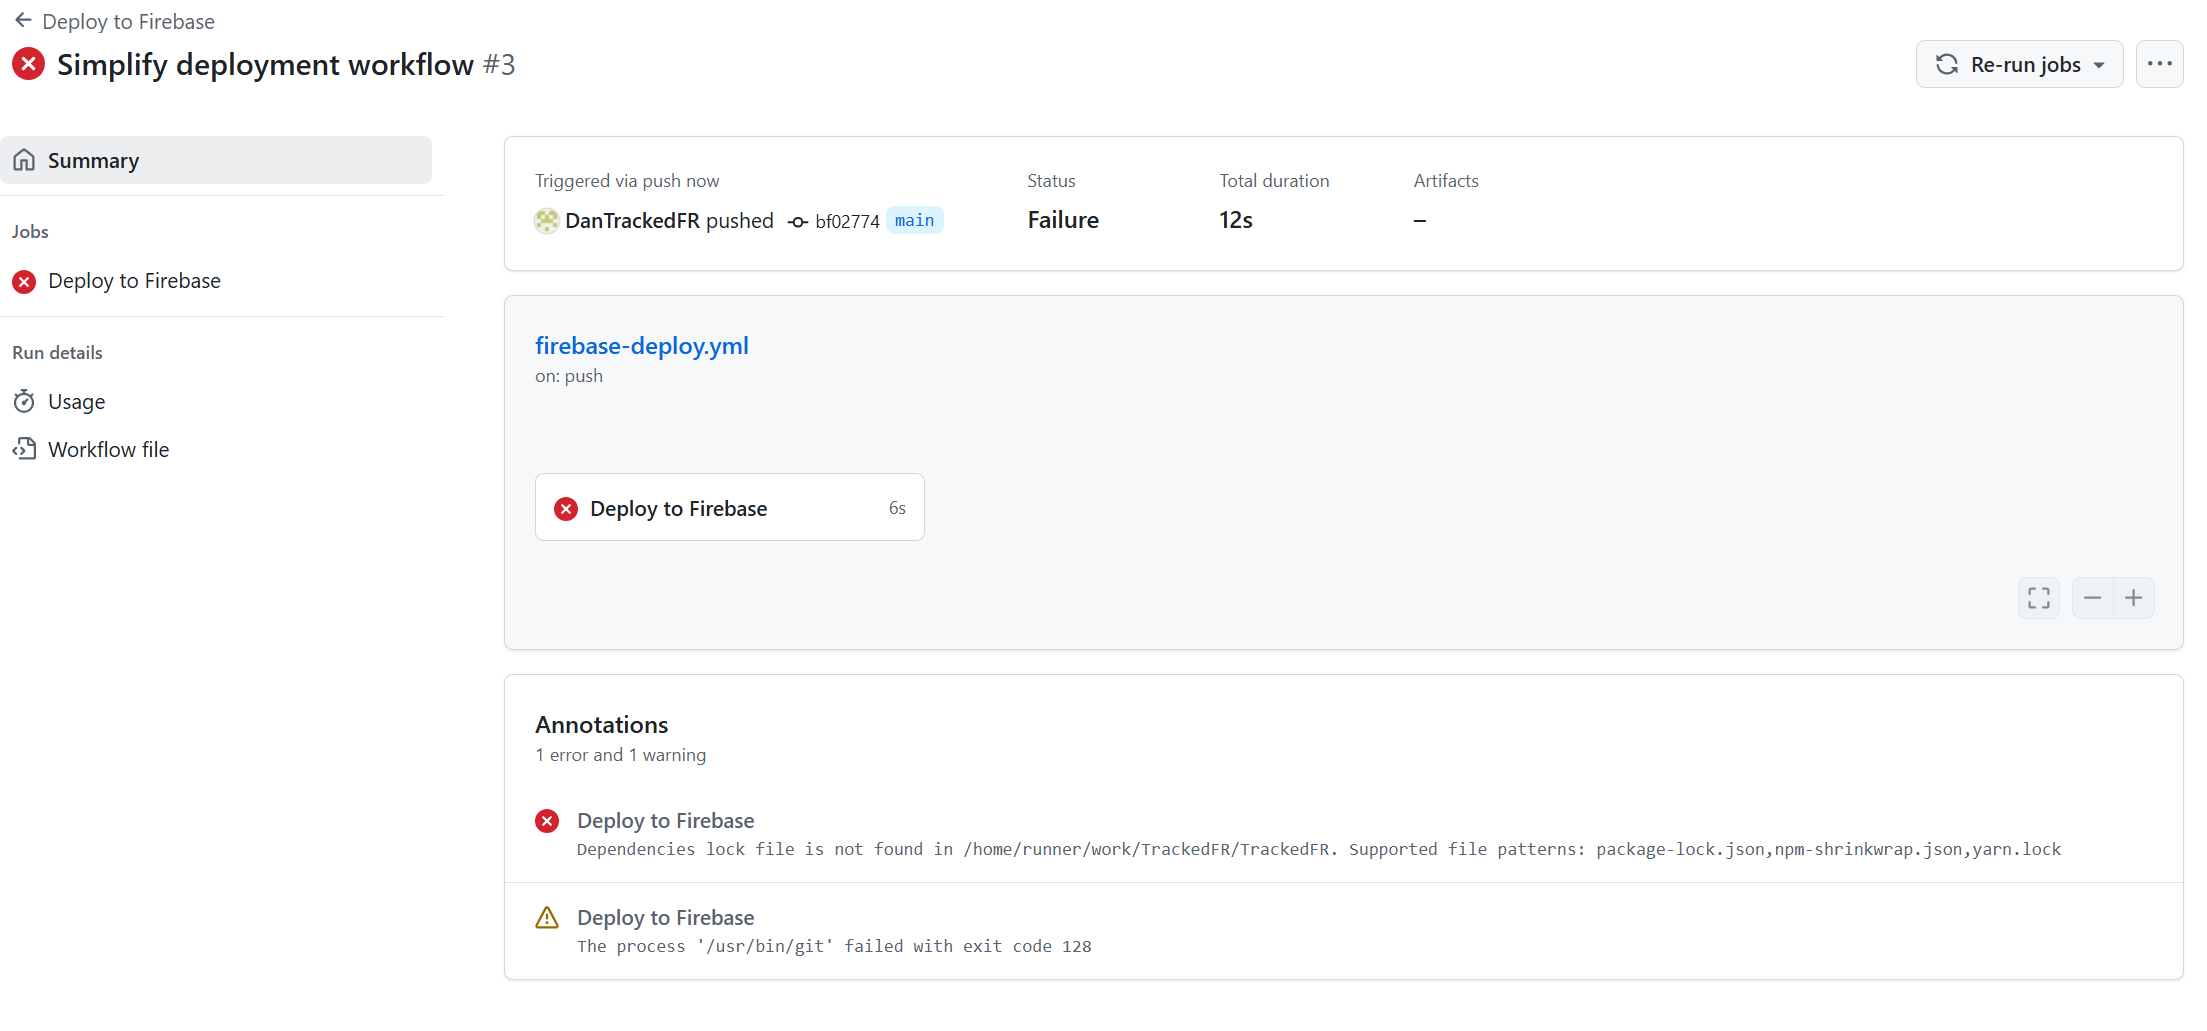 Deploy to Firebase
Simplify deployment workflow #3
Re-run jobs
Summary
Jobs
Deploy to Firebase
Run details
Usage
Workflow file
Triggered via push now
DanTrackedFR pushed bf02774 main
Status
Failure
Total duration
12s
Artifacts
–
firebase-deploy.yml
on: push
Deploy to Firebase 6s
Annotations
1 error and 1 warning
Deploy to Firebase
Dependencies lock file is not found in /home/runner/work/TrackedFR/TrackedFR. Supported file patterns: package-lock.json,npm-shrinkwrap.json,yarn.lock
Deploy to Firebase
The process '/usr/bin/git' failed with exit code 128